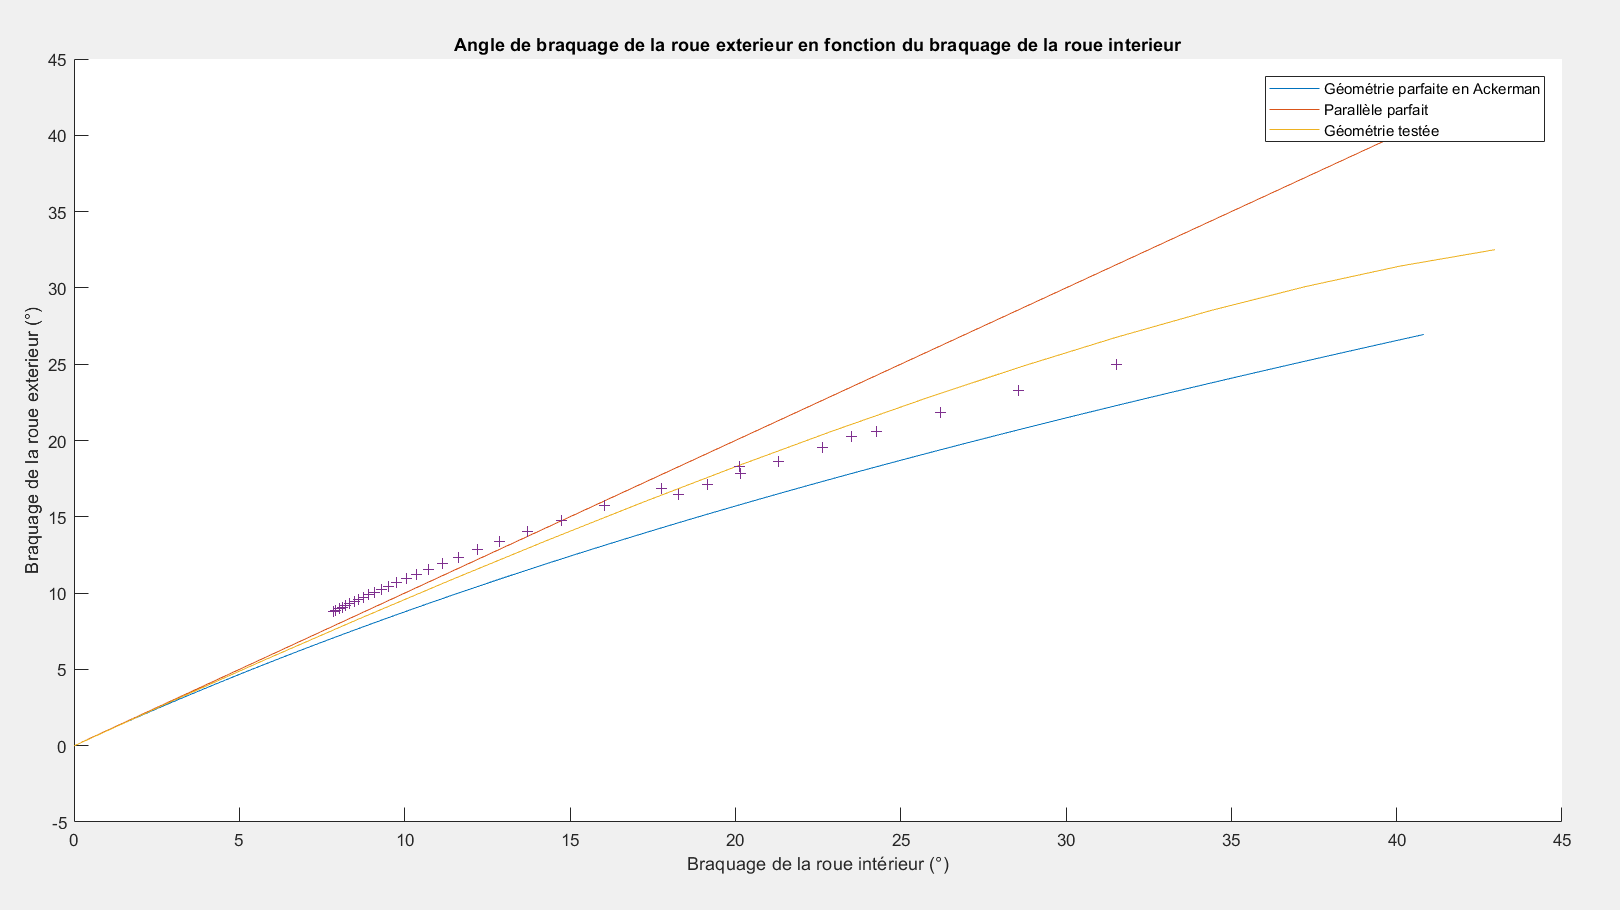 Angle de braquage de la roue exterieur en fonction du braquage de la roue interieur
Géométrie parfaite en Ackerman
Parallèle parfait
Géométrie testée
45
40
35
30
25
20
15
10
5
0
-5
Braquage de la roue exterieur (°)
0 5 10 15 20 25 30 35 40 45
Braquage de la roue intérieur (°)